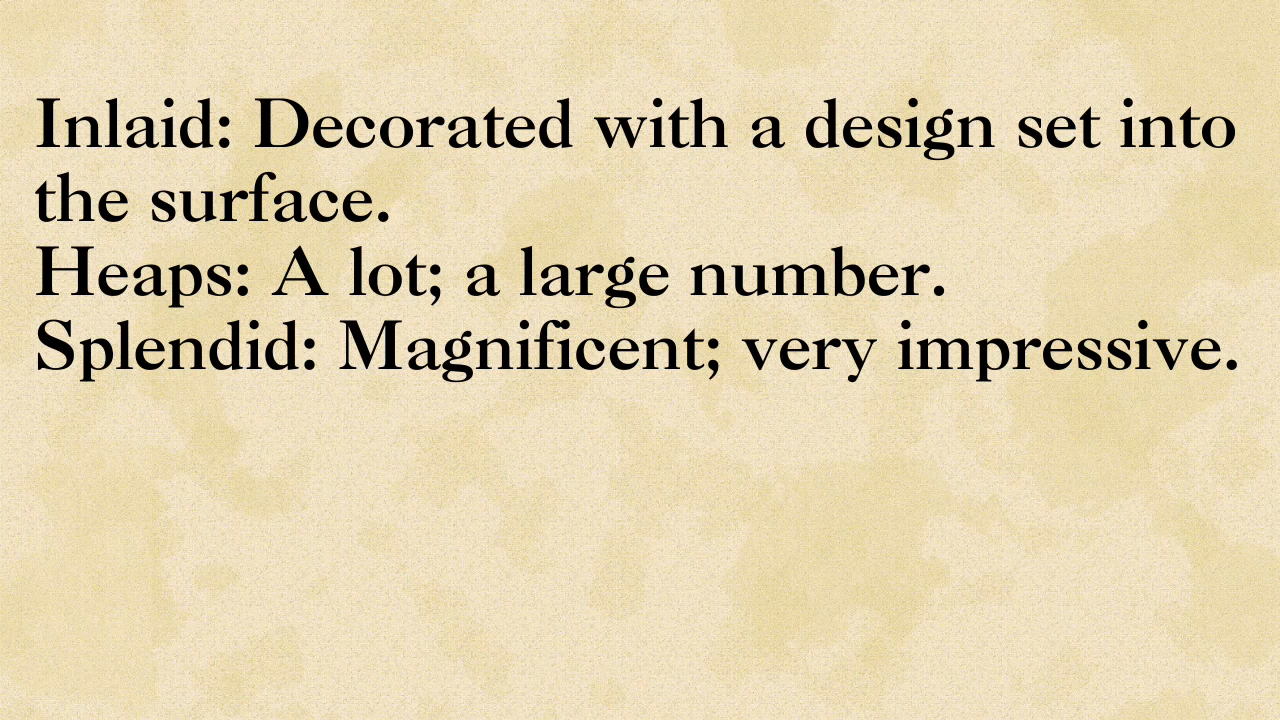 Inlaid: Decorated with a design set into
the surface.
Heaps: A lot; a large number.
Splendid: Magnificent; very impressive.